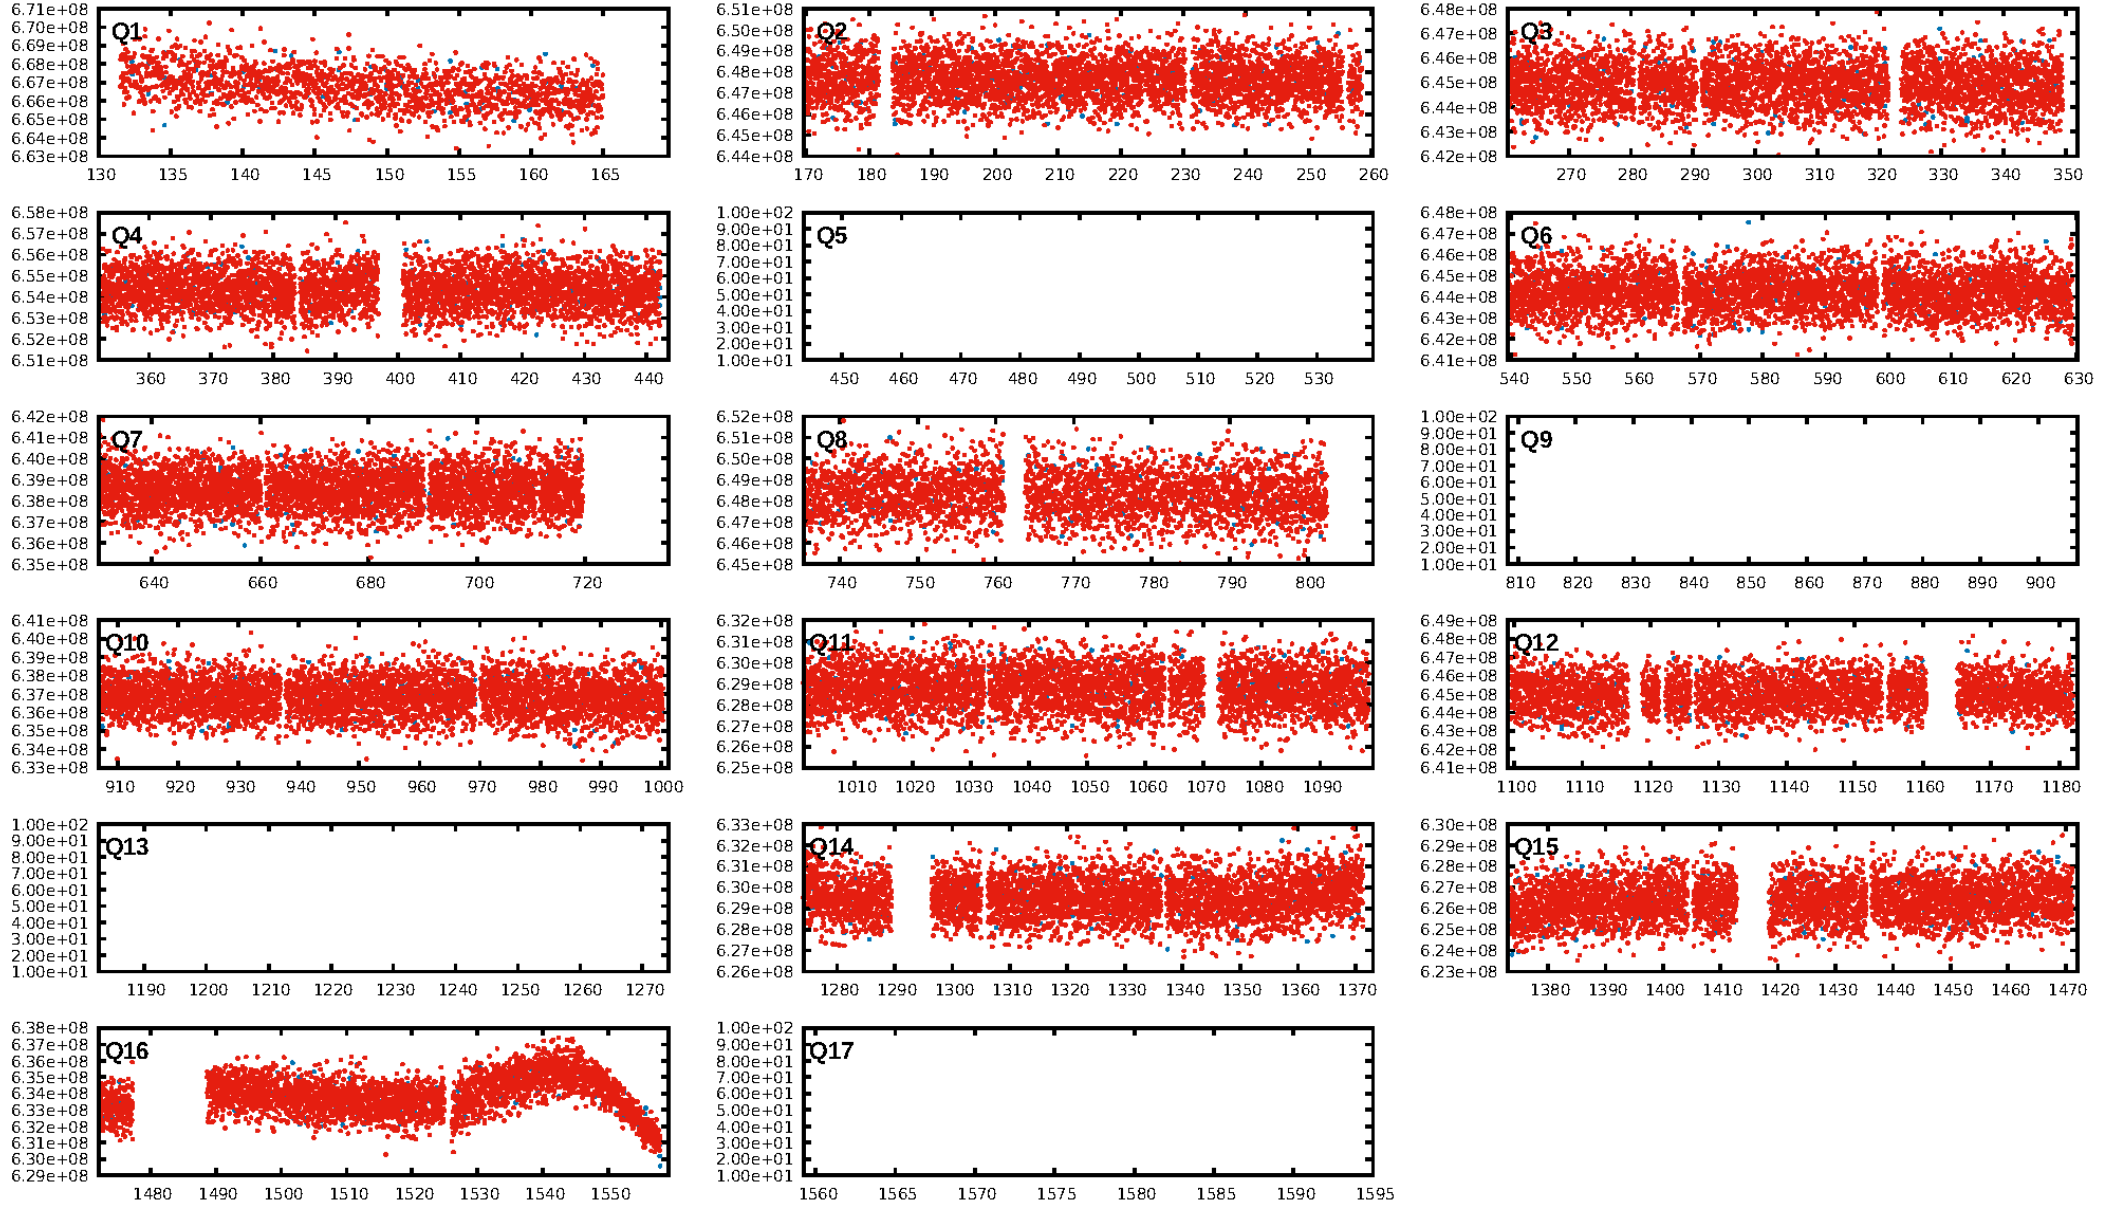 6.71e+08 6.70e+08 6.69e+08 6.68e+08 6.67e+08 6.66e+08 6.65e+08 6.64e+08 6.63e+08
Q1
130 135 140 145 150 155 160 165
6.51e+08 6.50e+08 6.49e+08 6.48e+08 6.47e+08 6.46e+08 6.45e+08 6.44e+08
Q2
170 180 190 200 210 220 230 240 250 260
6.48e+08 6.47e+08 6.46e+08 6.45e+08 6.44e+08 6.43e+08 6.42e+08
Q3
270 280 290 300 310 320 330 340 350
6.58e+08 6.57e+08 6.56e+08 6.55e+08 6.54e+08 6.53e+08 6.52e+08 6.51e+08
Q4
360 370 380 390 400 410 420 430 440
1.00e+02 9.00e+01 8.00e+01 7.00e+01 6.00e+01 5.00e+01 4.00e+01 3.00e+01 2.00e+01 1.00e+01
Q5
450 460 470 480 490 500 510 520 530
6.48e+08 6.47e+08 6.46e+08 6.45e+08 6.44e+08 6.43e+08 6.42e+08 6.41e+08
Q6
540 550 560 570 580 590 600 610 620 630
6.42e+08 6.41e+08 6.40e+08 6.39e+08 6.38e+08 6.37e+08 6.36e+08 6.35e+08
Q7
640 660 680 700 720
6.52e+08 6.51e+08 6.50e+08 6.49e+08 6.48e+08 6.47e+08 6.46e+08 6.45e+08
Q8
740 750 760 770 780 790 800
1.00e+02 9.00e+01 8.00e+01 7.00e+01 6.00e+01 5.00e+01 4.00e+01 3.00e+01 2.00e+01 1.00e+01
Q9
810 820 830 840 850 860 870 880 890 900
6.41e+08 6.40e+08 6.39e+08 6.38e+08 6.37e+08 6.36e+08 6.35e+08 6.34e+08 6.33e+08
Q10
910 920 930 940 950 960 970 980 990 1000
6.32e+08 6.31e+08 6.30e+08 6.29e+08 6.28e+08 6.27e+08 6.26e+08 6.25e+08
Q11
1010 1020 1030 1040 1050 1060 1070 1080 1090
6.49e+08 6.48e+08 6.47e+08 6.46e+08 6.45e+08 6.44e+08 6.43e+08 6.42e+08 6.41e+08
Q12
1100 1110 1120 1130 1140 1150 1160 1170 1180
1.00e+02 9.00e+01 8.00e+01 7.00e+01 6.00e+01 5.00e+01 4.00e+01 3.00e+01 2.00e+01 1.00e+01
Q13
1190 1200 1210 1220 1230 1240 1250 1260 1270
6.33e+08 6.32e+08 6.31e+08 6.30e+08 6.29e+08 6.28e+08 6.27e+08 6.26e+08
Q14
1280 1290 1300 1310 1320 1330 1340 1350 1360 1370
6.30e+08 6.29e+08 6.28e+08 6.27e+08 6.26e+08 6.25e+08 6.24e+08 6.23e+08
Q15
1380 1390 1400 1410 1420 1430 1440 1450 1460 1470
6.38e+08 6.37e+08 6.36e+08 6.35e+08 6.34e+08 6.33e+08 6.32e+08 6.31e+08 6.30e+08 6.29e+08
Q16
1480 1490 1500 1510 1520 1530 1540 1550
1.00e+02 9.00e+01 8.00e+01 7.00e+01 6.00e+01 5.00e+01 4.00e+01 3.00e+01 2.00e+01 1.00e+01
Q17
1560 1565 1570 1575 1580 1585 1590 1595